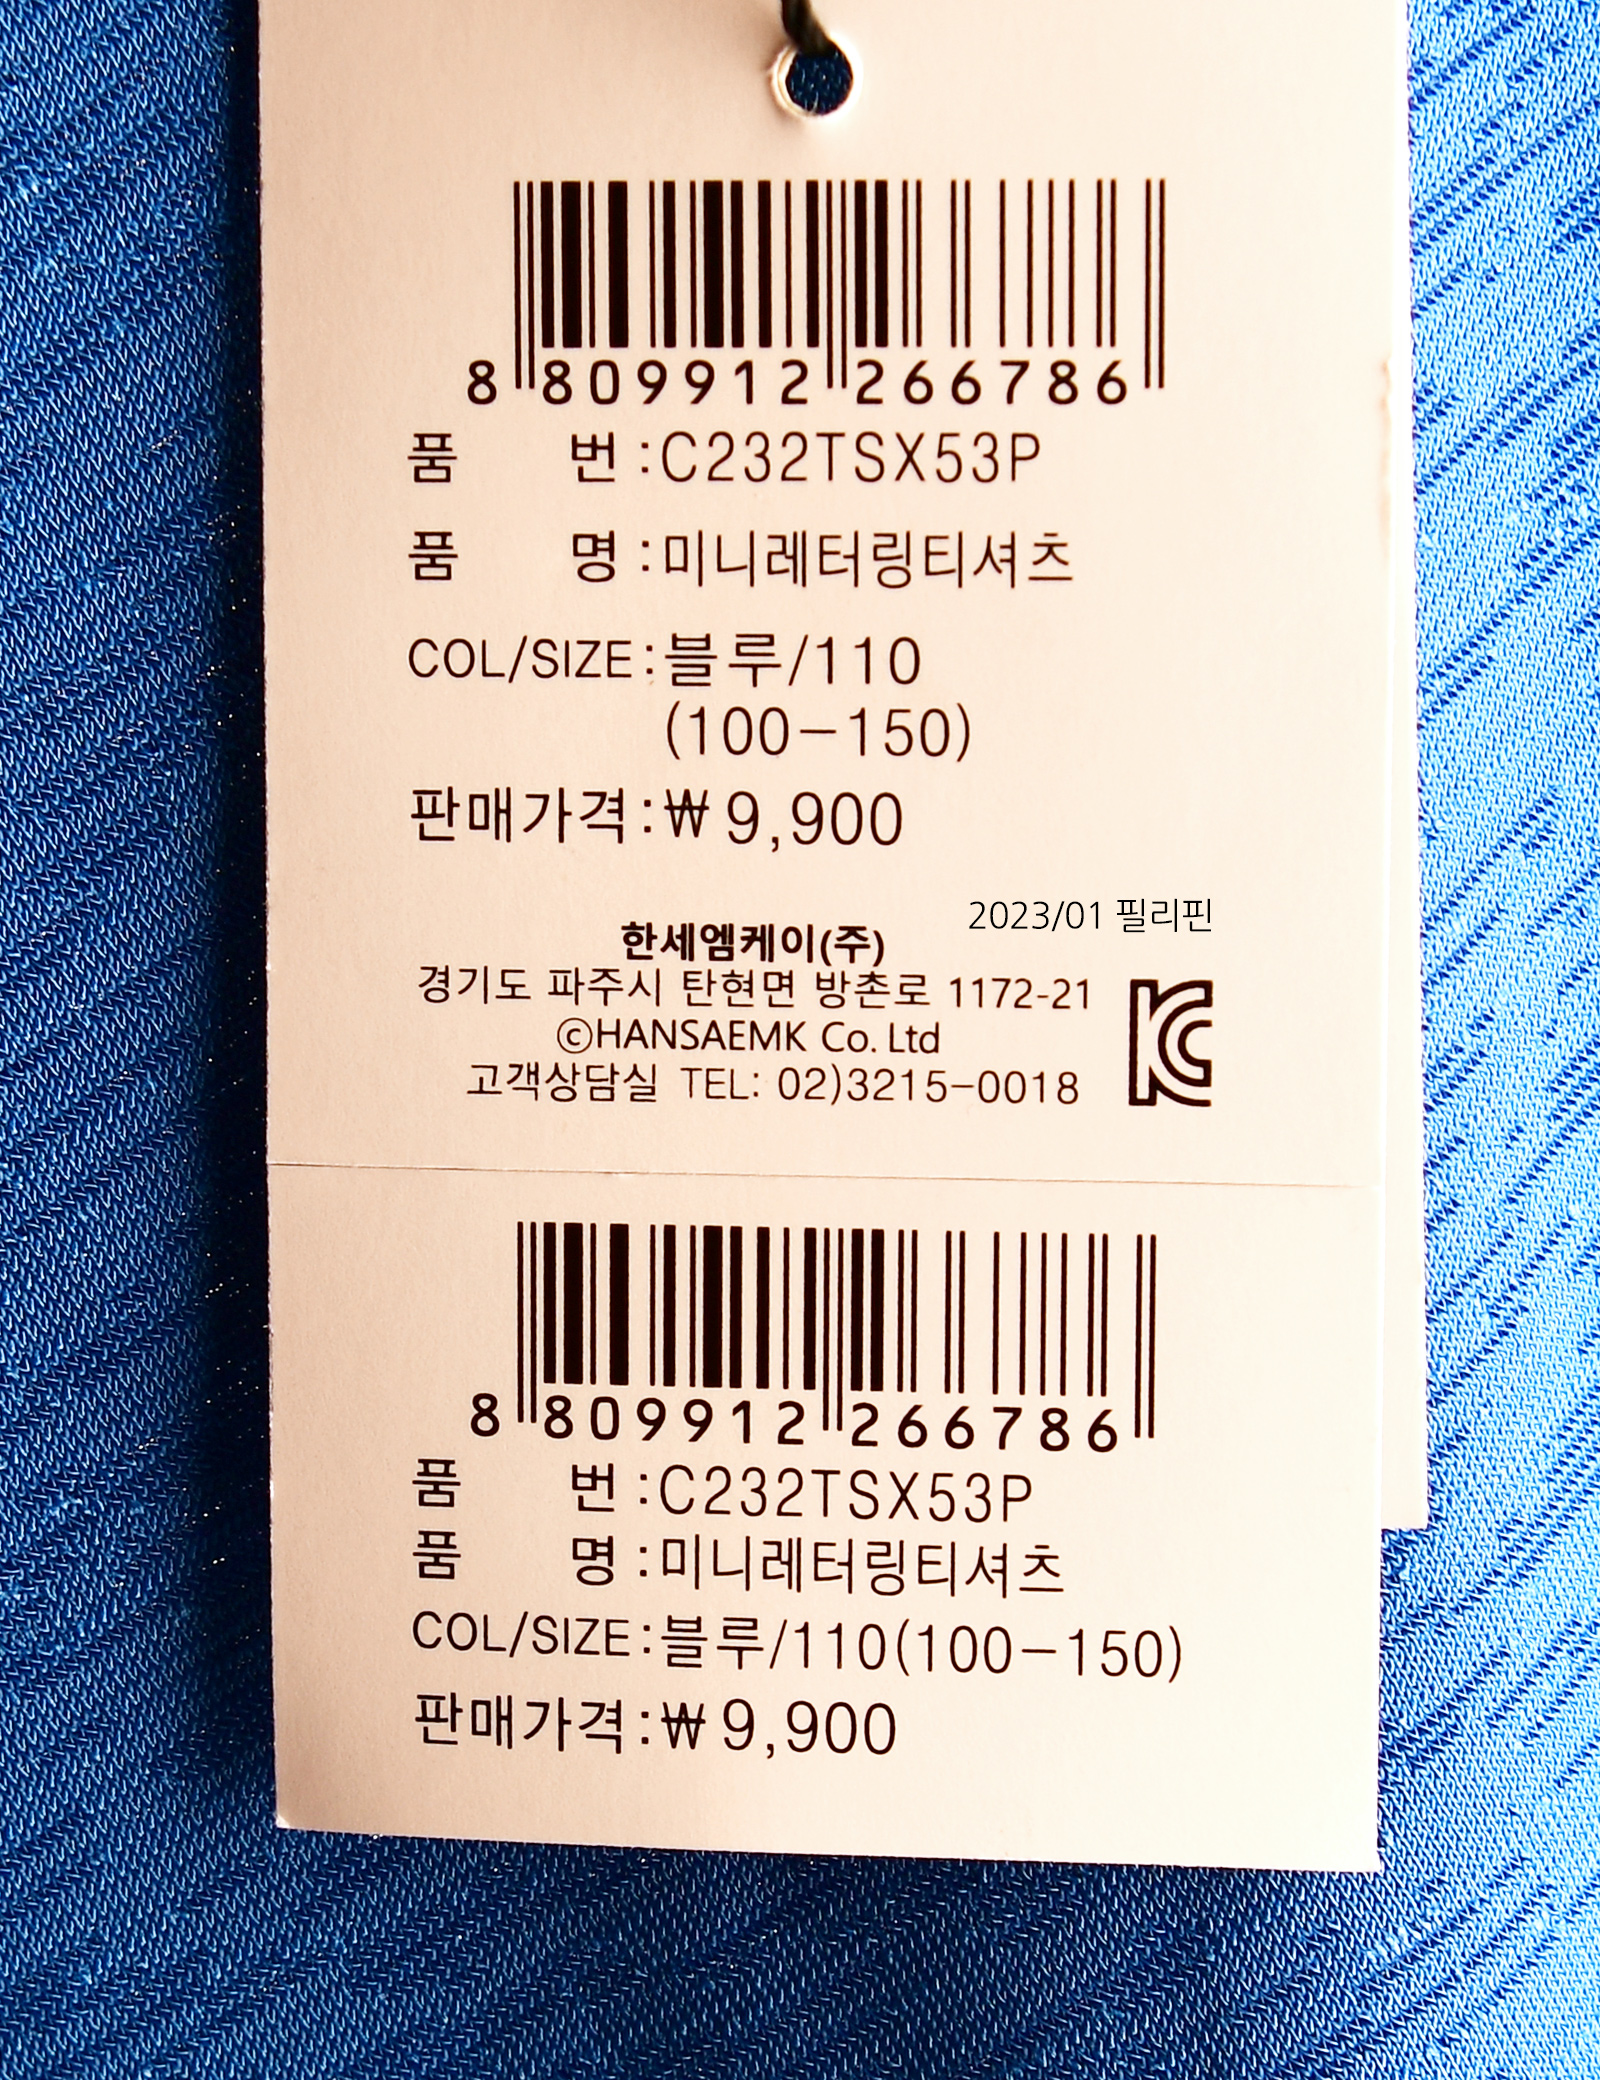 8 809912 266786
품 번 : C232TSX53P
품 명 : 미니레터링티셔츠
COL/SIZE : 블루/110
(100-150)
판매가격 : ₩ 9,900
2023/01 필리핀
한세엠케이(주)
경기도 파주시 탄현면 방촌로 1172-21
©HANSAEMK Co. Ltd
고객상담실 TEL: 02)3215-0018
KC
8 809912 266786
품 번 : C232TSX53P
품 명 : 미니레터링티셔츠
COL/SIZE : 블루/110(100-150)
판매가격 : ₩ 9,900